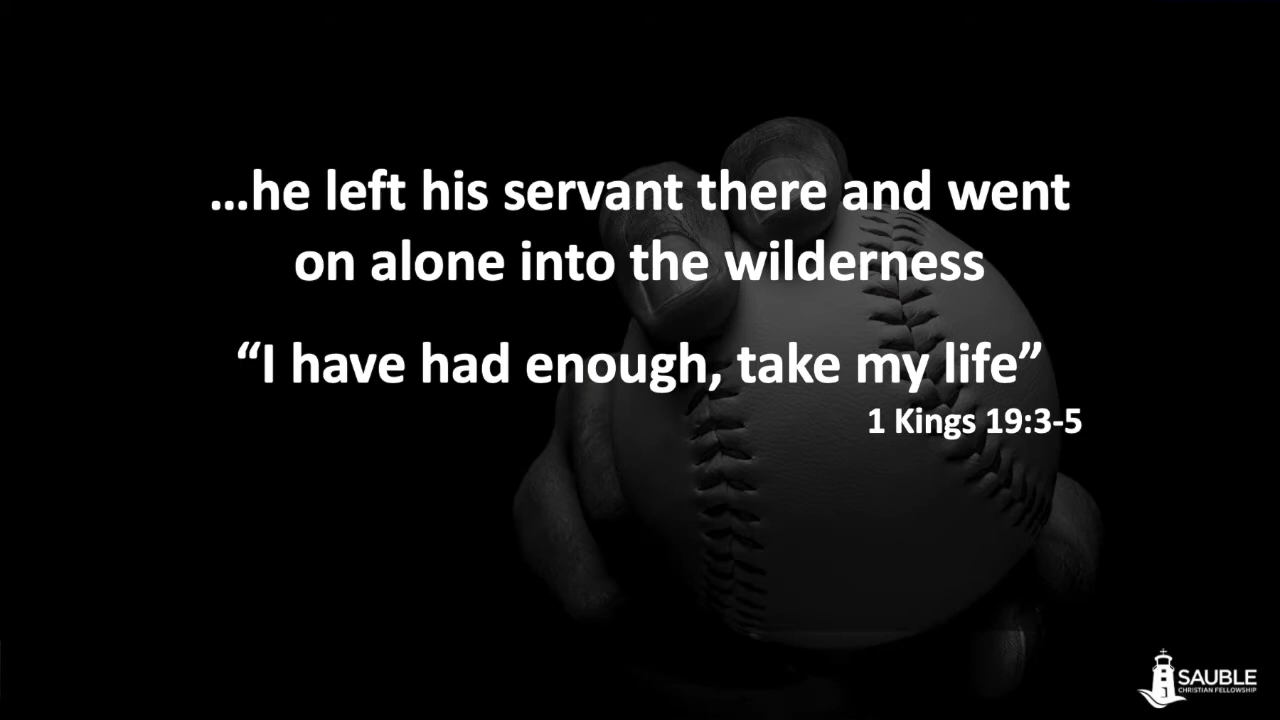 …he left his servant there and went
on alone into the wilderness
“I have had enough, take my life”
1 Kings 19:3-5
SAUBLE
CHRISTIAN FELLOWSHIP